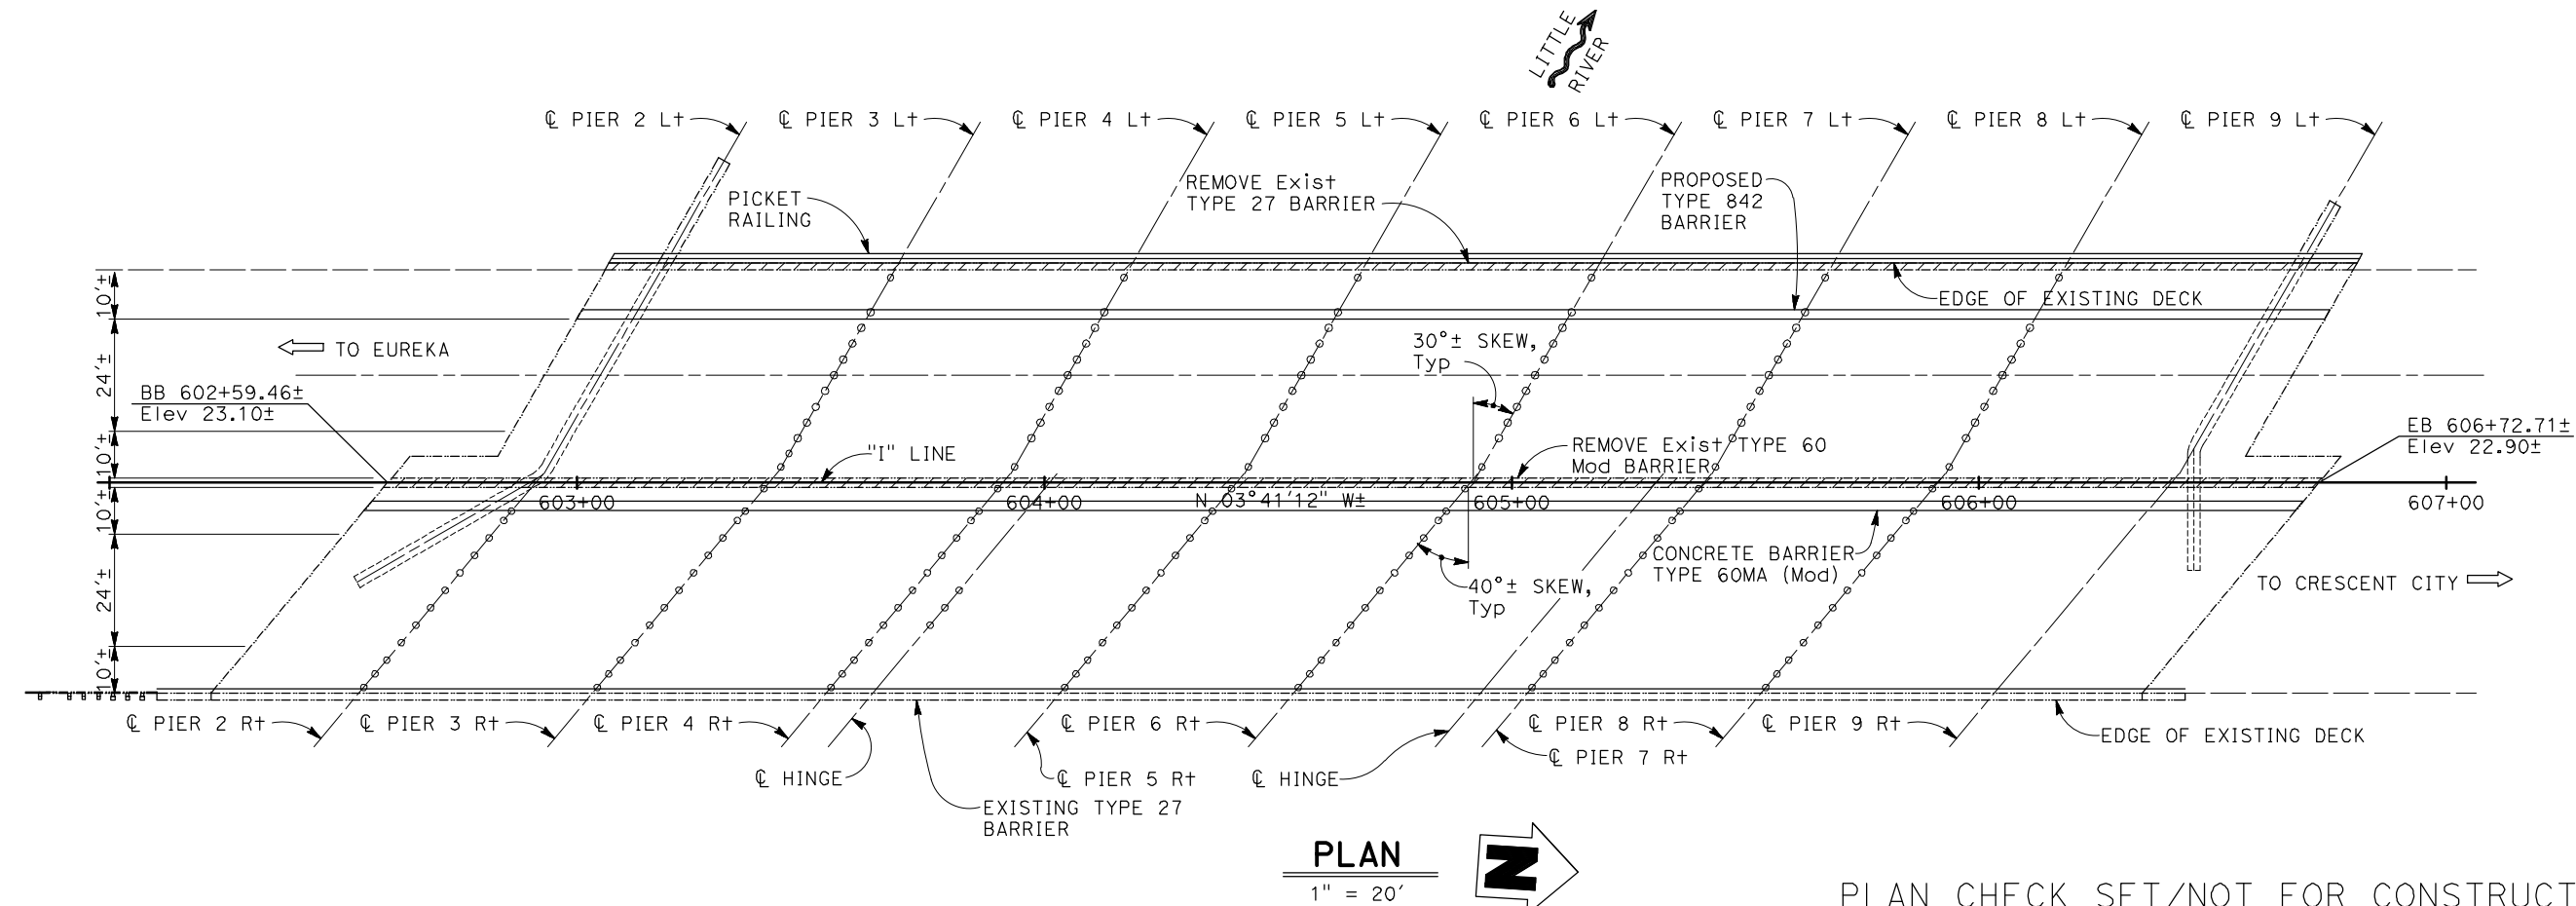 LITTLE
RIVER
℄ PIER 2 Lt
℄ PIER 3 Lt
℄ PIER 4 Lt
℄ PIER 5 Lt
℄ PIER 6 Lt
℄ PIER 7 Lt
℄ PIER 8 Lt
℄ PIER 9 Lt
PICKET
RAILING
REMOVE Exist
TYPE 27 BARRIER
PROPOSED
TYPE 842
BARRIER
EDGE OF EXISTING DECK
10'±
24'±
10'±
10'±
24'±
10'±
TO EUREKA
30°± SKEW,
Typ
BB 602+59.46±
Elev 23.10±
"I" LINE
REMOVE Exist TYPE 60
Mod BARRIER
EB 606+72.71±
Elev 22.90±
603+00
604+00
N 03°41'12" W±
605+00
606+00
607+00
CONCRETE BARRIER
TYPE 60MA (Mod)
40°± SKEW,
Typ
TO CRESCENT CITY
℄ PIER 2 Rt
℄ PIER 3 Rt
℄ PIER 4 Rt
℄ PIER 6 Rt
℄ PIER 8 Rt
℄ PIER 9 Rt
EDGE OF EXISTING DECK
℄ PIER 7 Rt
℄ HINGE
℄ PIER 5 Rt
℄ HINGE
EXISTING TYPE 27
BARRIER
PLAN
1" = 20'
N
PLAN CHECK SET/NOT FOR CONSTRUCT